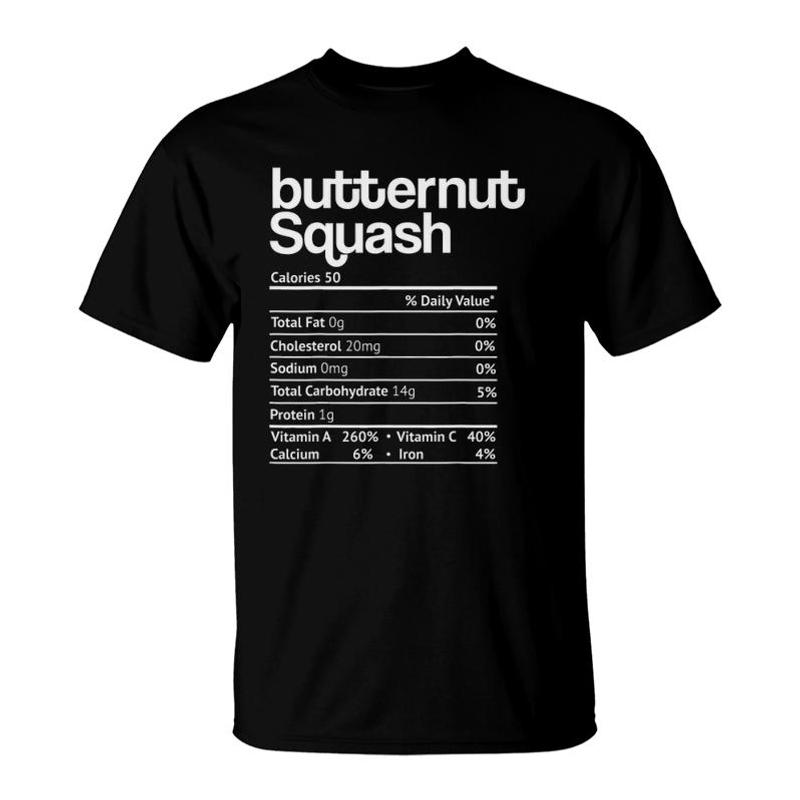 butternut
Squash
Calories 50
% Daily Value*
Total Fat 0g 0%
Cholesterol 20mg 0%
Sodium 0mg 0%
Total Carbohydrate 14g 5%
Protein 1g
Vitamin A 260% • Vitamin C 40%
Calcium 6% • Iron 4%